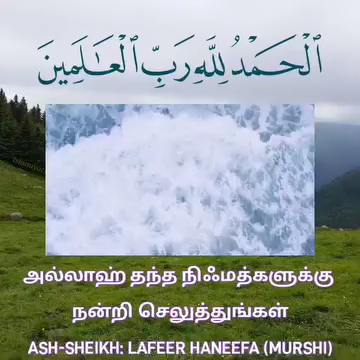 ٱلْحَمْدُ لِلَّهِ رَبِّ ٱلْعَٰلَمِينَ
அல்லாஹ் தந்த நிஃமத்களுக்கு
நன்றி செலுத்துங்கள்
ASH-SHEIKH: LAFEER HANEEFA (MURSHI)